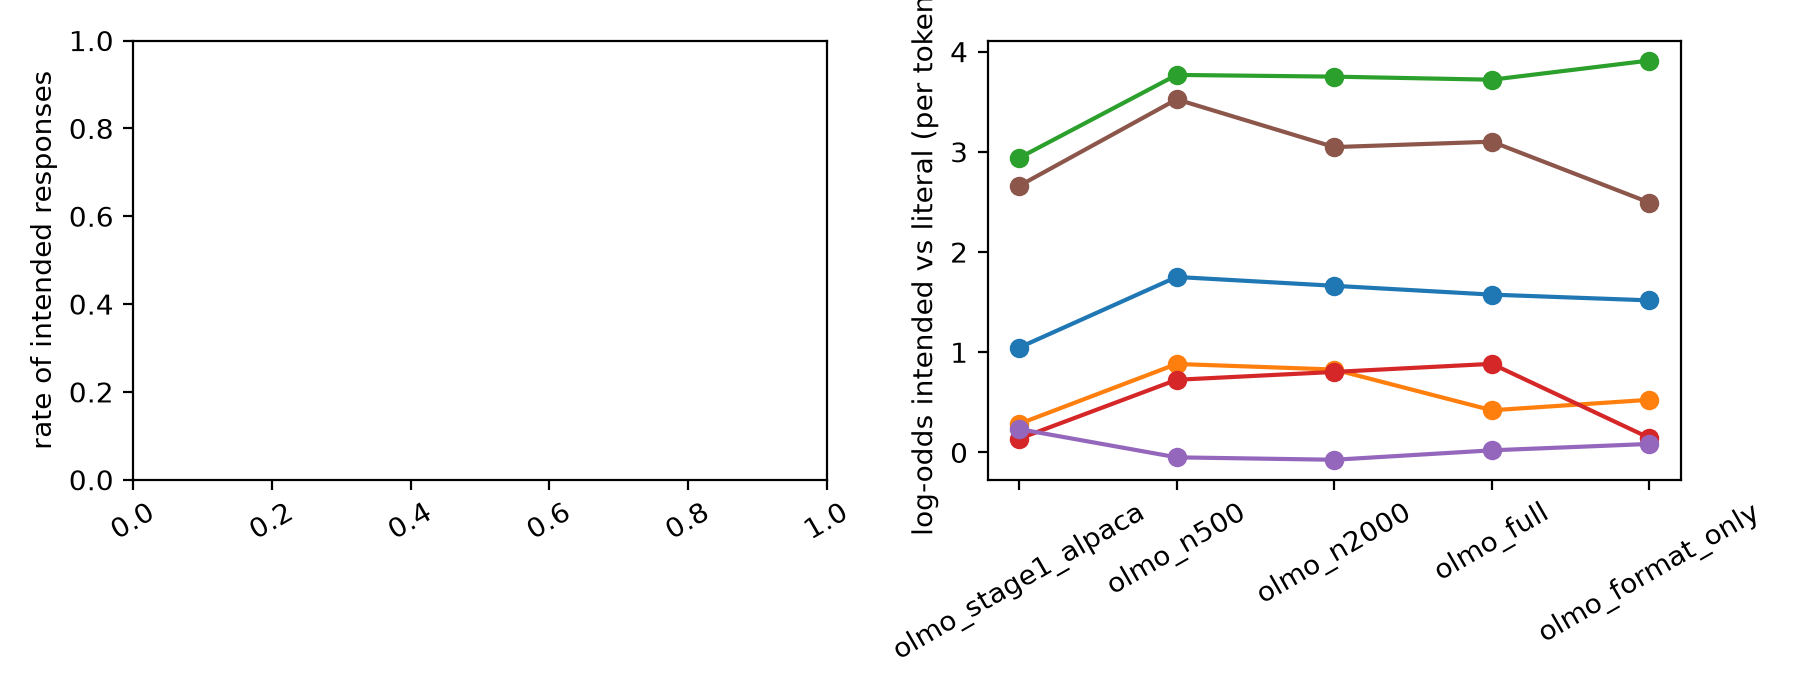 rate of intended responses
1.0
0.8
0.6
0.4
0.2
0.0
0.0
0.2
0.4
0.6
0.8
1.0
log-odds intended vs literal (per token
4
3
2
1
0
olmo_stage1_alpaca
olmo_n500
olmo_n2000
olmo_full
olmo_format_only